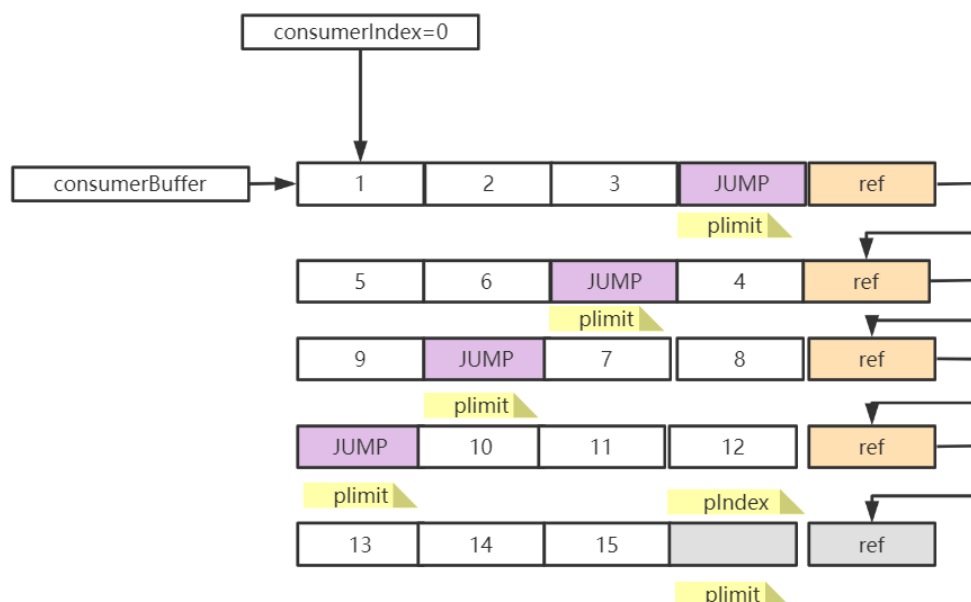 consumerIndex=0
consumerBuffer
1 2 3 JUMP ref
plimit
5 6 JUMP 4 ref
plimit
9 JUMP 7 8 ref
plimit
JUMP 10 11 12 ref
plimit pIndex
13 14 15 ref
plimit